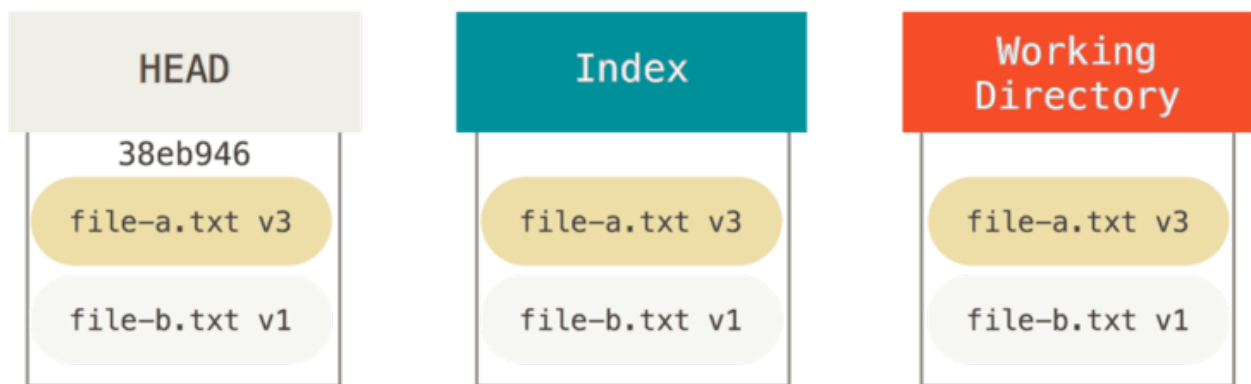 HEAD
Index
Working
Directory
38eb946
file-a.txt v3
file-a.txt v3
file-a.txt v3
file-b.txt v1
file-b.txt v1
file-b.txt v1